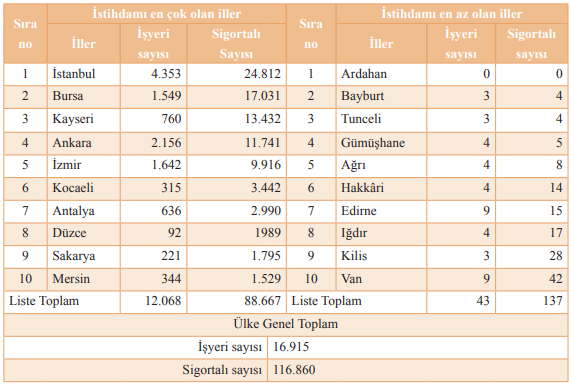 Sıra no | İstihdamı en çok olan iller | Sıra no | İstihdamı en az olan iller
İller | İşyeri sayısı | Sigortalı Sayısı | İller | İşyeri sayısı | Sigortalı sayısı
1 | İstanbul | 4.353 | 24.812 | 1 | Ardahan | 0 | 0
2 | Bursa | 1.549 | 17.031 | 2 | Bayburt | 3 | 4
3 | Kayseri | 760 | 13.432 | 3 | Tunceli | 3 | 4
4 | Ankara | 2.156 | 11.741 | 4 | Gümüşhane | 4 | 5
5 | İzmir | 1.642 | 9.916 | 5 | Ağrı | 4 | 8
6 | Kocaeli | 315 | 3.442 | 6 | Hakkâri | 4 | 14
7 | Antalya | 636 | 2.990 | 7 | Edirne | 9 | 15
8 | Düzce | 92 | 1989 | 8 | Iğdır | 4 | 17
9 | Sakarya | 221 | 1.795 | 9 | Kilis | 3 | 28
10 | Mersin | 344 | 1.529 | 10 | Van | 9 | 42
Liste Toplam | 12.068 | 88.667 | Liste Toplam | 43 | 137
Ülke Genel Toplam
İşyeri sayısı | 16.915
Sigortalı sayısı | 116.860